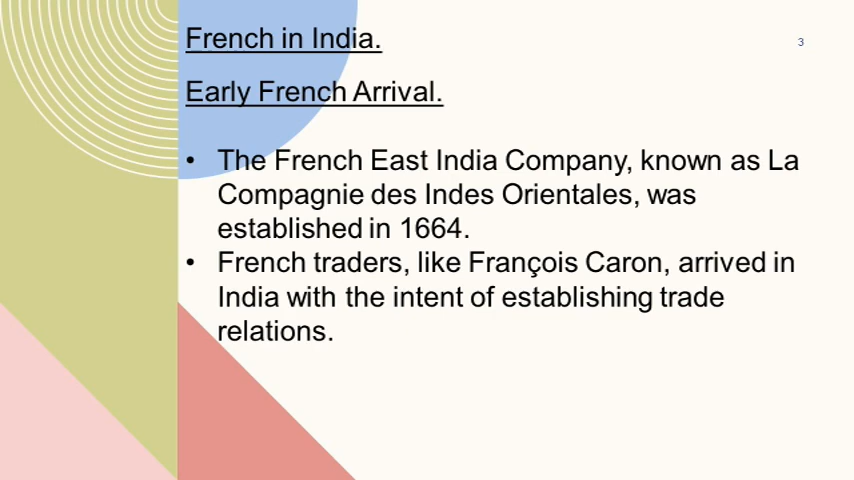 French in India.
3
Early French Arrival.
• The French East India Company, known as La
Compagnie des Indes Orientales, was
established in 1664.
• French traders, like François Caron, arrived in
India with the intent of establishing trade
relations.